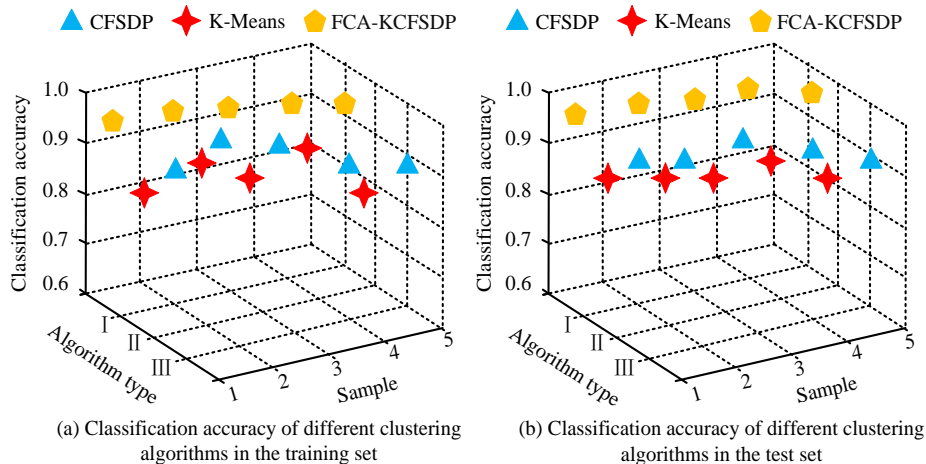 CFSDP K-Means FCA-KCFSDP
Classification accuracy
1.0
0.9
0.8
0.7
0.6
I
II
III
Algorithm type
1
2
3
4
5
Sample
(a) Classification accuracy of different clustering
algorithms in the training set
CFSDP K-Means FCA-KCFSDP
Classification accuracy
1.0
0.9
0.8
0.7
0.6
I
II
III
Algorithm type
1
2
3
4
5
Sample
(b) Classification accuracy of different clustering
algorithms in the test set